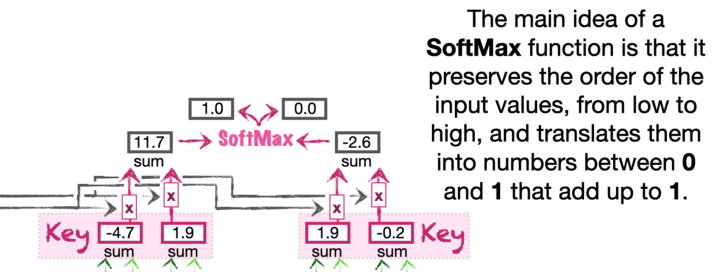 The main idea of a
SoftMax function is that it
preserves the order of the
input values, from low to
high, and translates them
into numbers between 0
and 1 that add up to 1.
1.0 0.0
11.7 SoftMax -2.6
sum sum
x x x x
Key -4.7 1.9 1.9 -0.2 Key
sum sum sum sum